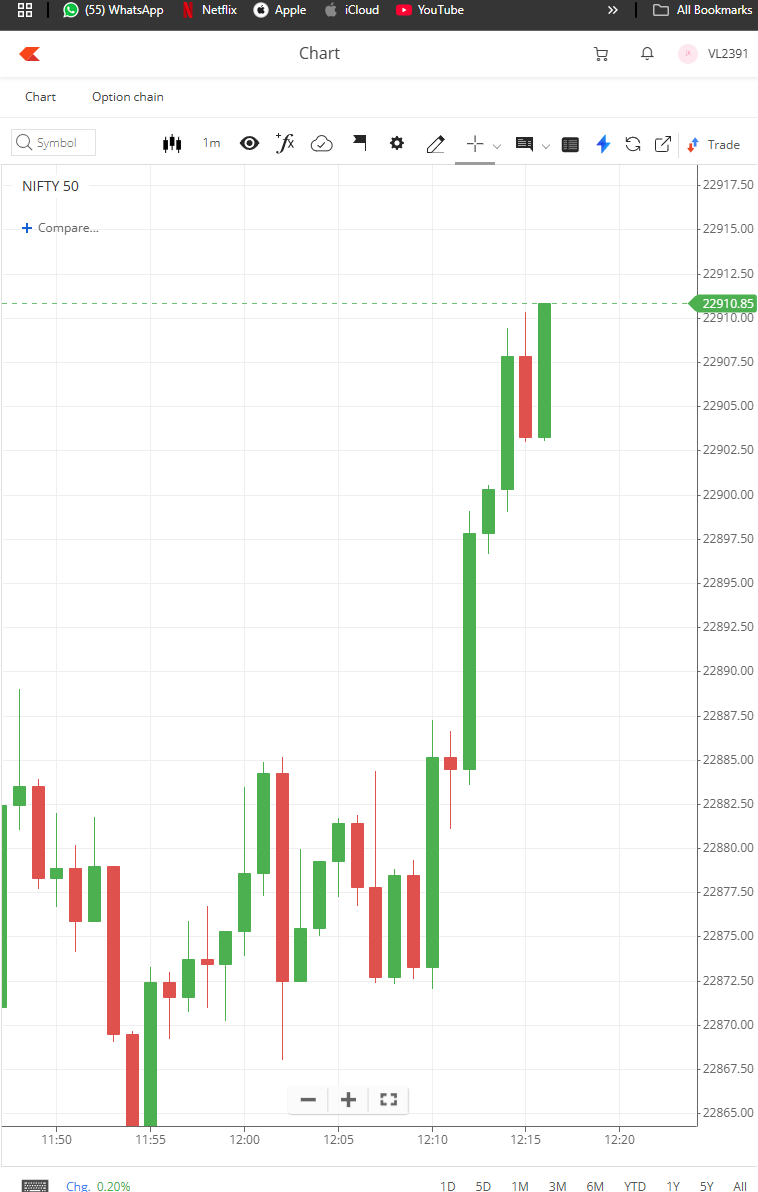 (55) WhatsApp Netflix Apple iCloud YouTube » All Bookmarks
Chart VL2391
Chart Option chain
Symbol 1m Trade
NIFTY 50
Compare...
22917.50
22915.00
22912.50
22910.85
22910.00
22907.50
22905.00
22902.50
22900.00
22897.50
22895.00
22892.50
22890.00
22887.50
22885.00
22882.50
22880.00
22877.50
22875.00
22872.50
22870.00
22867.50
22865.00
11:50 11:55 12:00 12:05 12:10 12:15 12:20
Chg. 0.20% 1D 5D 1M 3M 6M YTD 1Y 5Y All